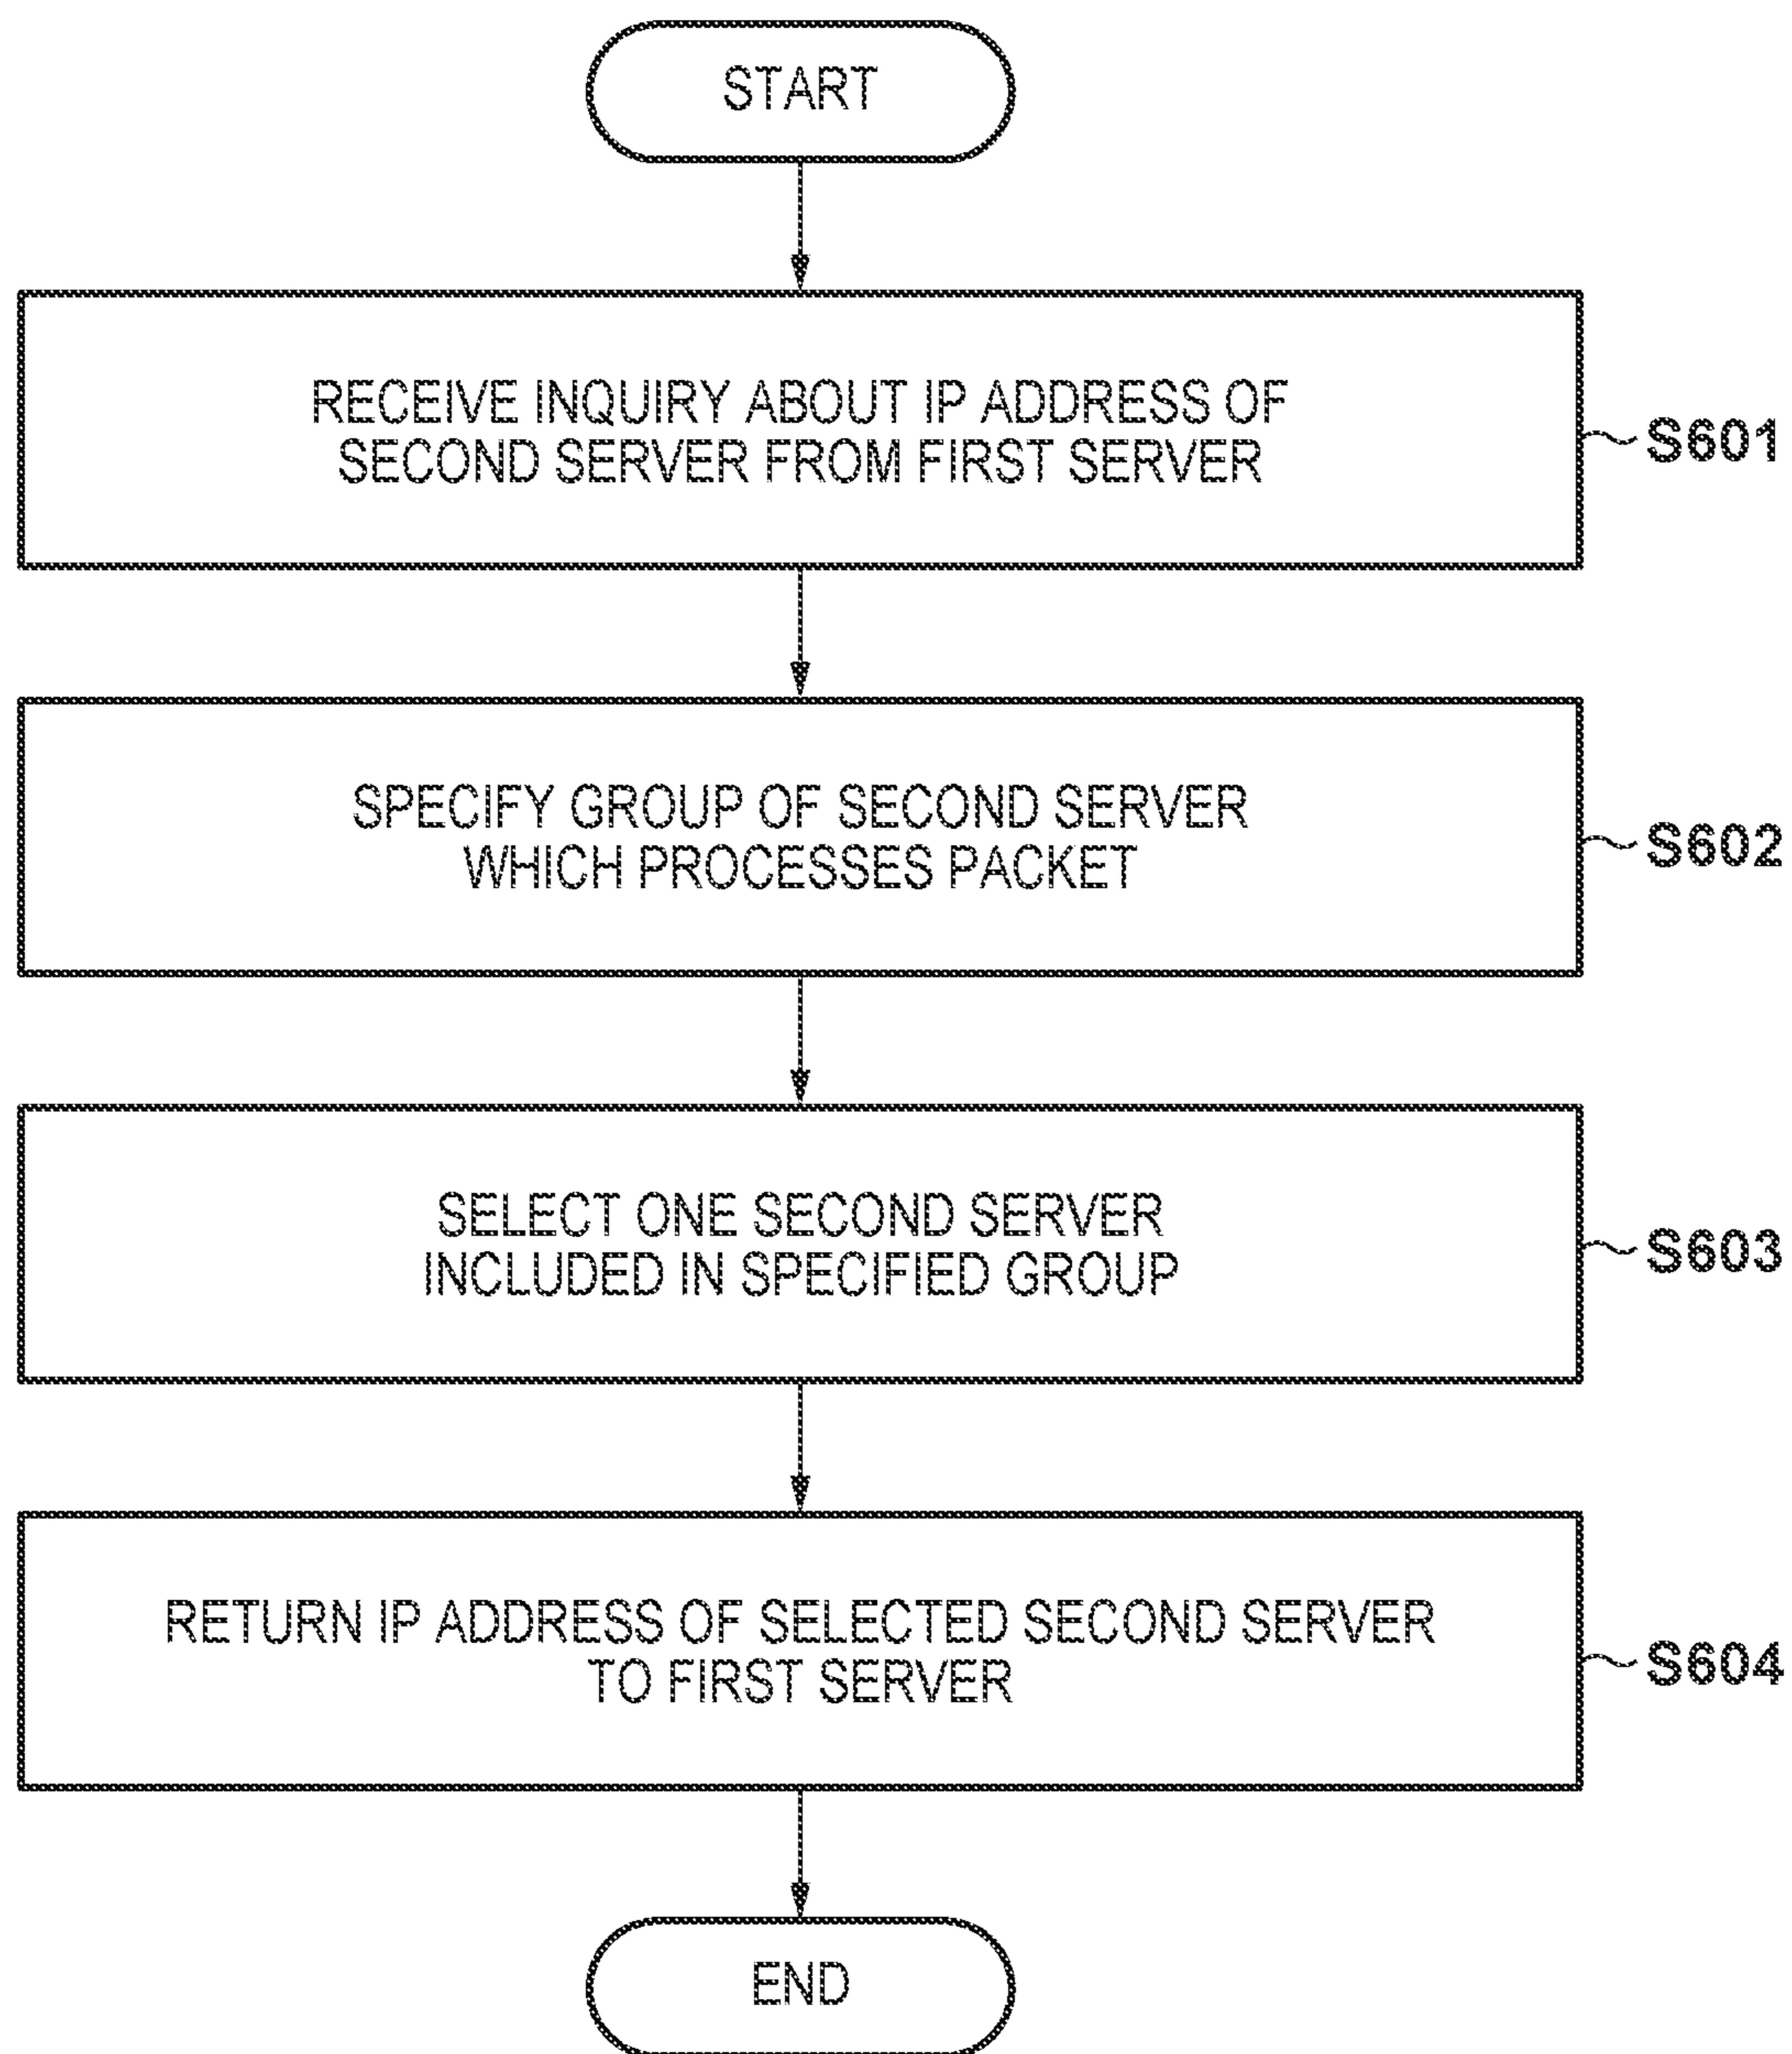 START
RECEIVE INQUIRY ABOUT IP ADDRESS OF
SECOND SERVER FROM FIRST SERVER
S601
SPECIFY GROUP OF SECOND SERVER
WHICH PROCESSES PACKET
S602
SELECT ONE SECOND SERVER
INCLUDED IN SPECIFIED GROUP
S603
RETURN IP ADDRESS OF SELECTED SECOND SERVER
TO FIRST SERVER
S604
END